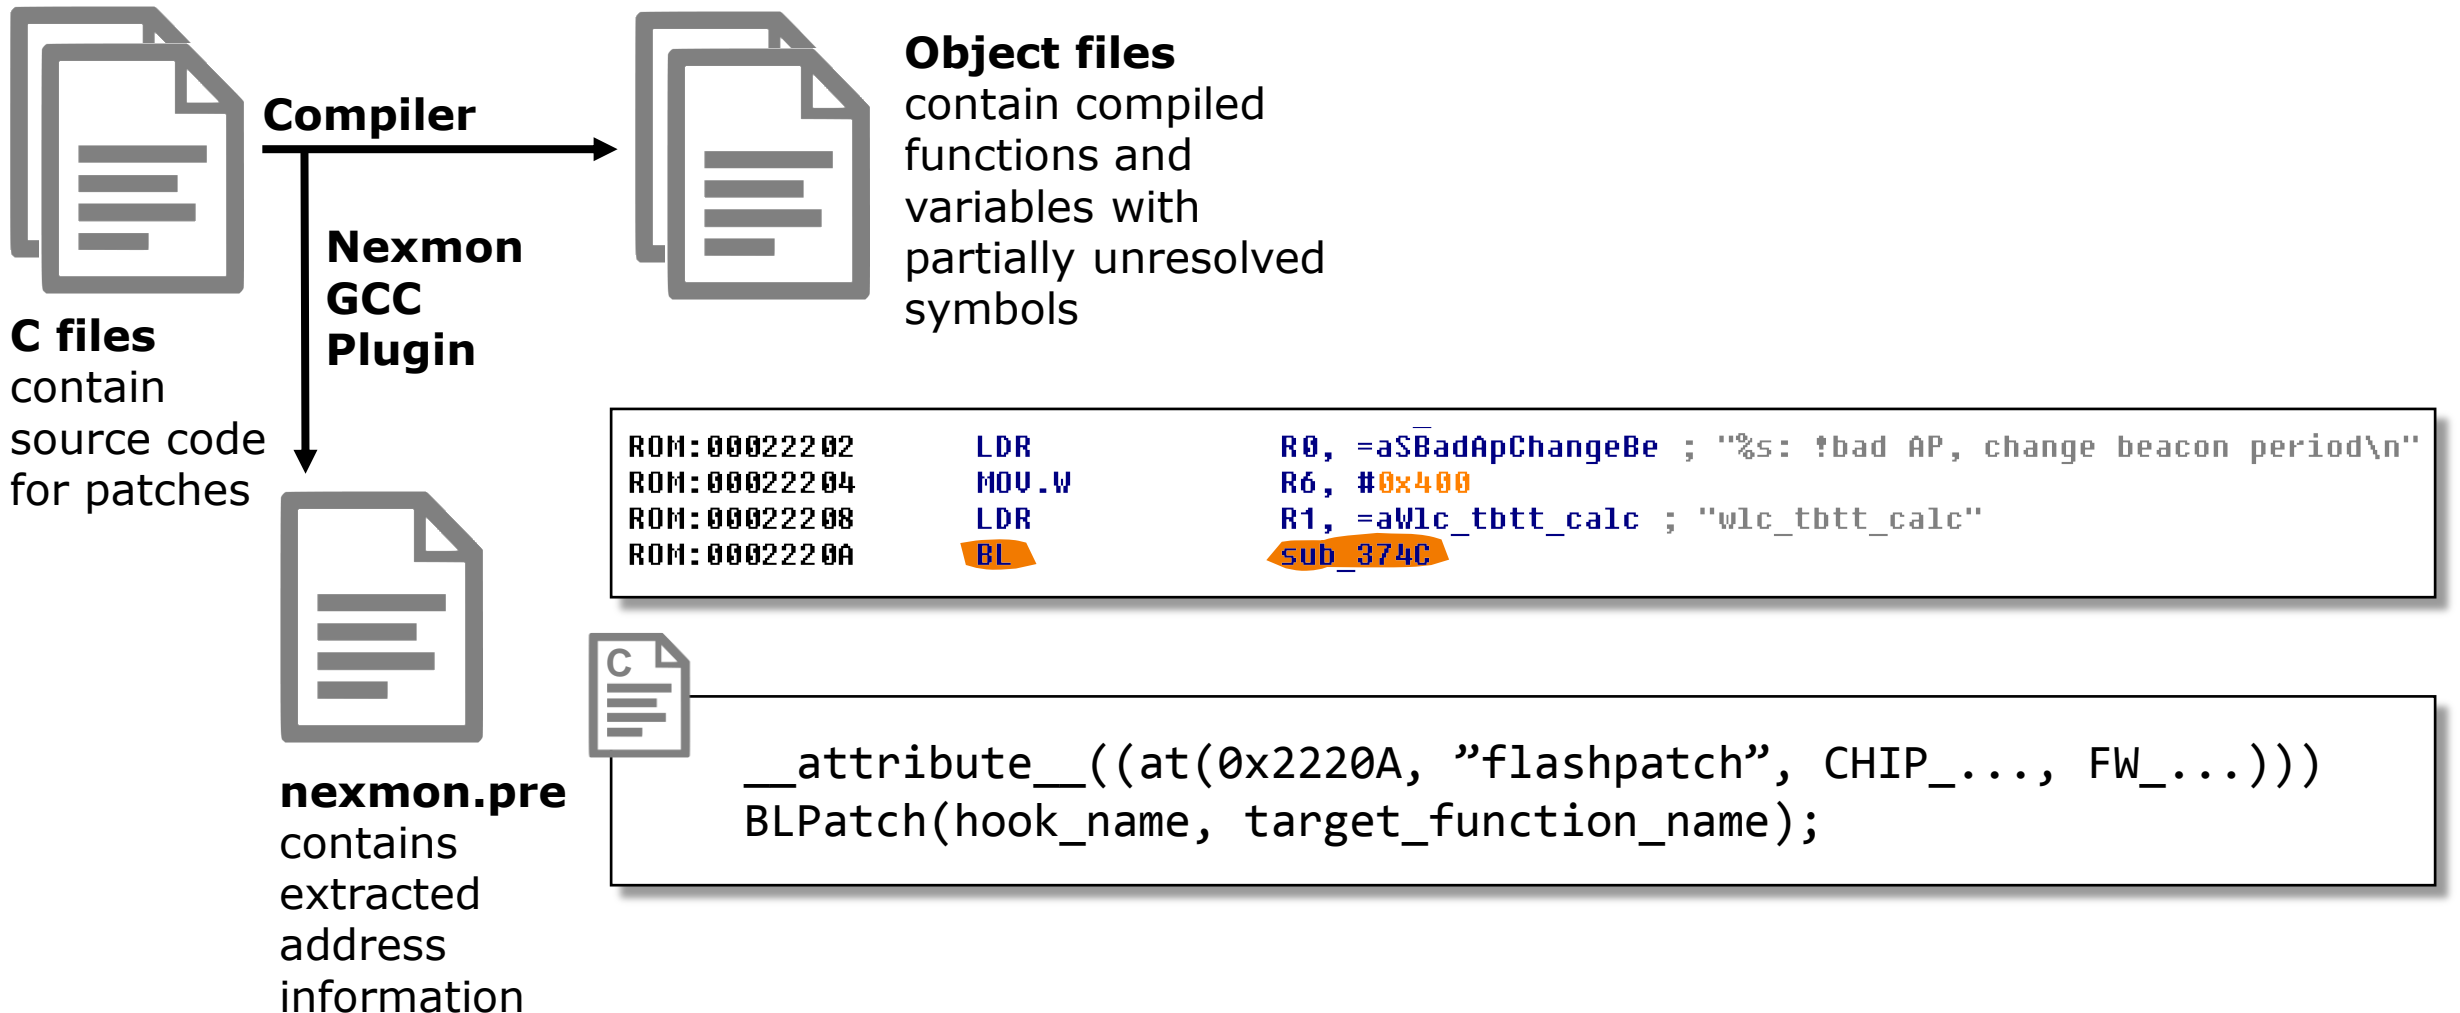 Compiler
Nexmon
GCC
Plugin
C files
contain
source code
for patches
Object files
contain compiled
functions and
variables with
partially unresolved
symbols
nexmon.pre
contains
extracted
address
information
ROM:00022202 LDR R0, =aSBadApChangeBe ; "%s: !bad AP, change beacon period\n"
ROM:00022204 MOV.W R6, #0x400
ROM:00022208 LDR R1, =aWlc_tbtt_calc ; "wlc_tbtt_calc"
ROM:0002220A BL sub_374C
C
__attribute__((at(0x2220A, ”flashpatch”, CHIP_..., FW_...)))
BLPatch(hook_name, target_function_name);